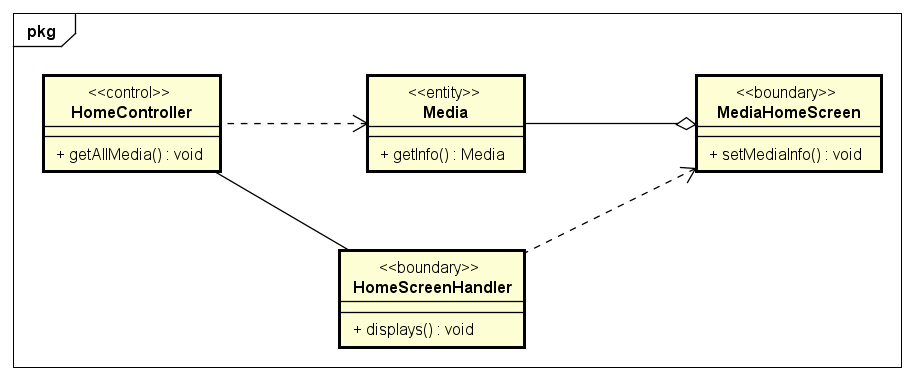 pkg
<<control>>
HomeController
+ getAllMedia() : void
<<entity>>
Media
+ getInfo() : Media
<<boundary>>
MediaHomeScreen
+ setMediaInfo() : void
<<boundary>>
HomeScreenHandler
+ displays() : void